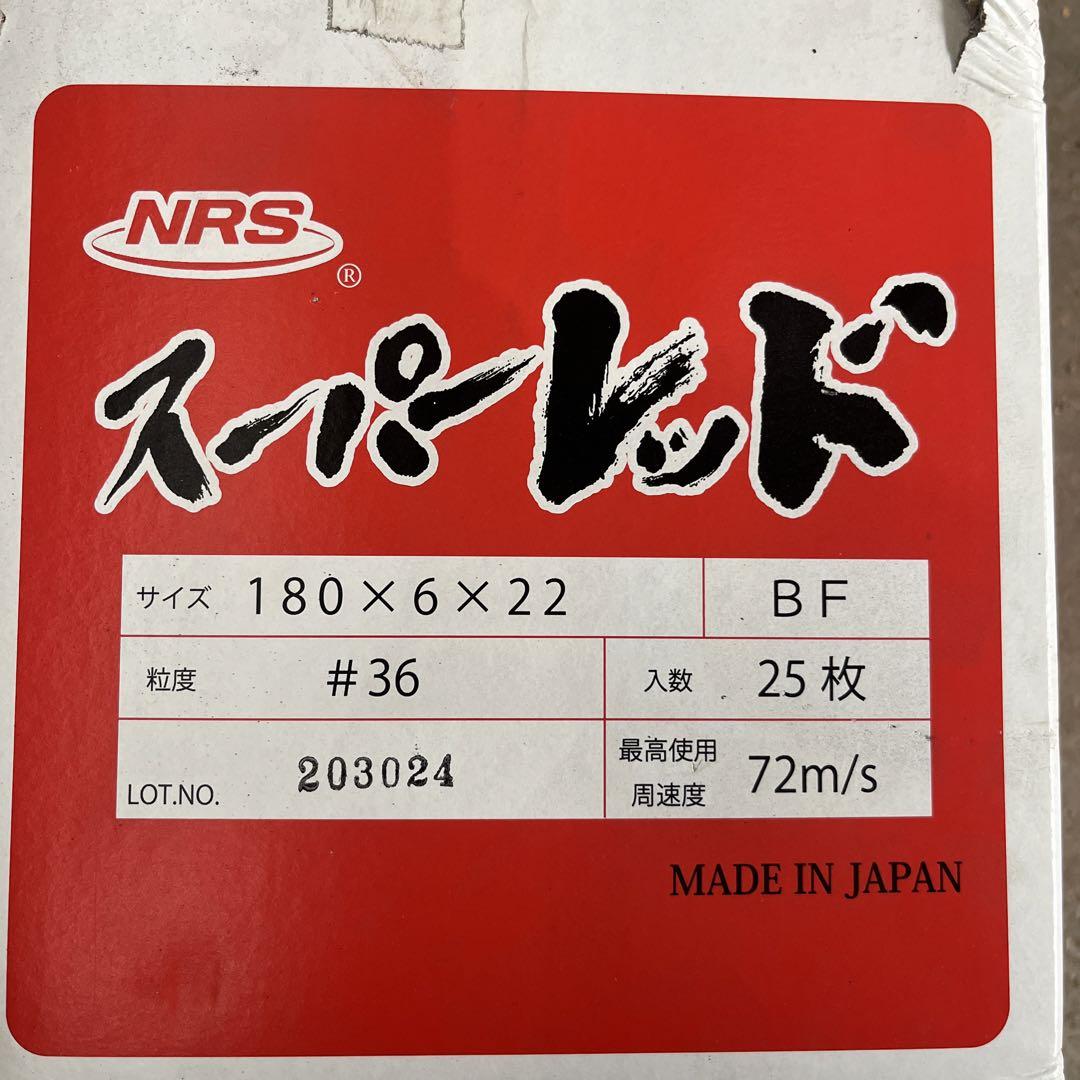 NRS
®
スーパーレッド
サイズ 180×6×22 BF
粒度 #36 入数 25枚
LOT.NO. 203024 最高使用周速度 72m/s
MADE IN JAPAN